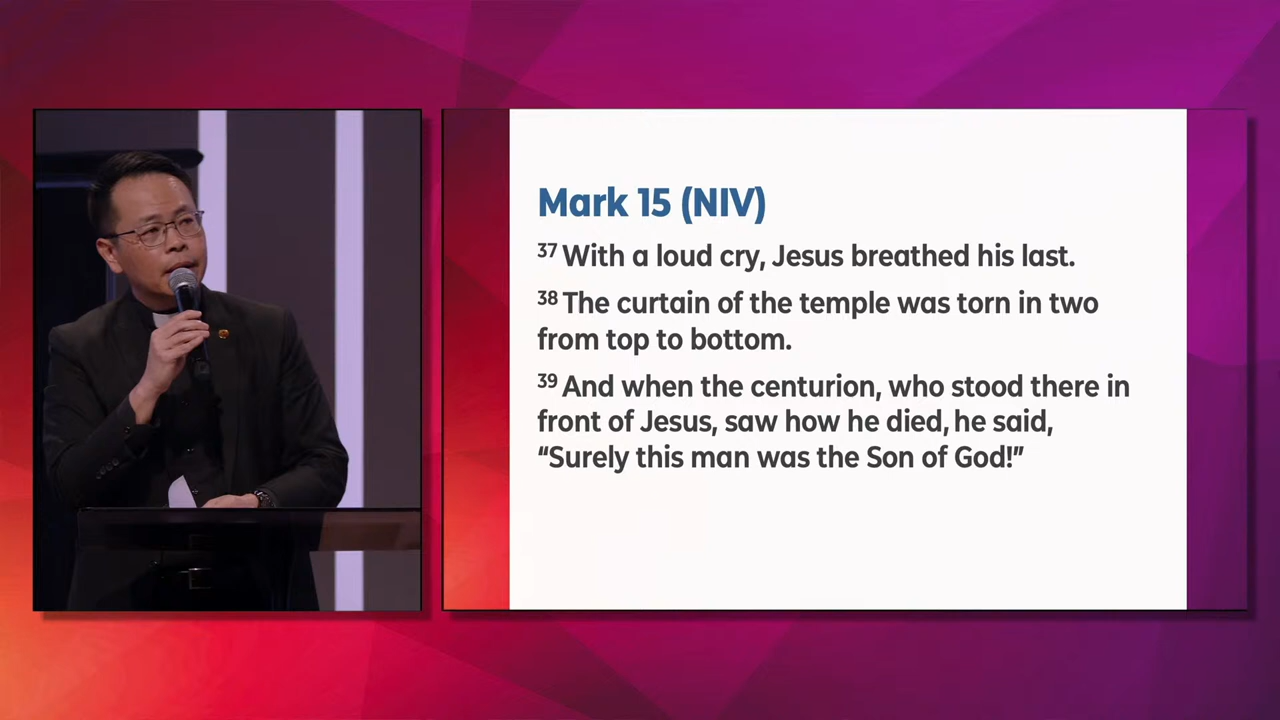 Mark 15 (NIV)
37 With a loud cry, Jesus breathed his last.
38 The curtain of the temple was torn in two
from top to bottom.
39 And when the centurion, who stood there in
front of Jesus, saw how he died, he said,
“Surely this man was the Son of God!”